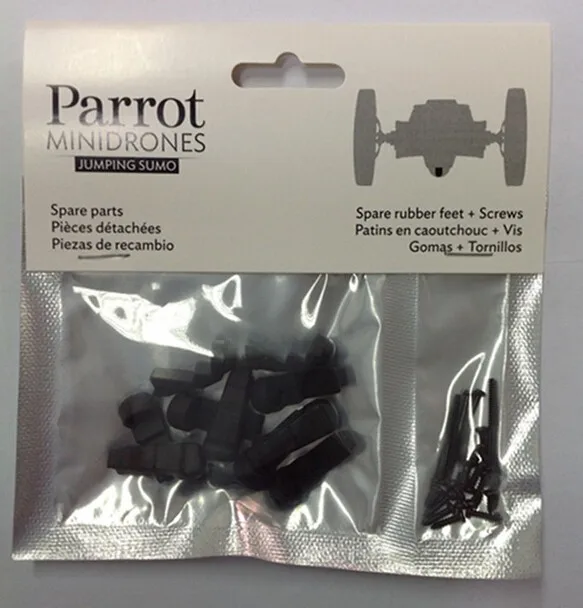 Parrot
MINIDRONES
JUMPING SUMO
Spare parts
Pièces détachées
Piezas de recambio
Spare rubber feet + Screws
Patins en caoutchouc + Vis
Gomas + Tornillos